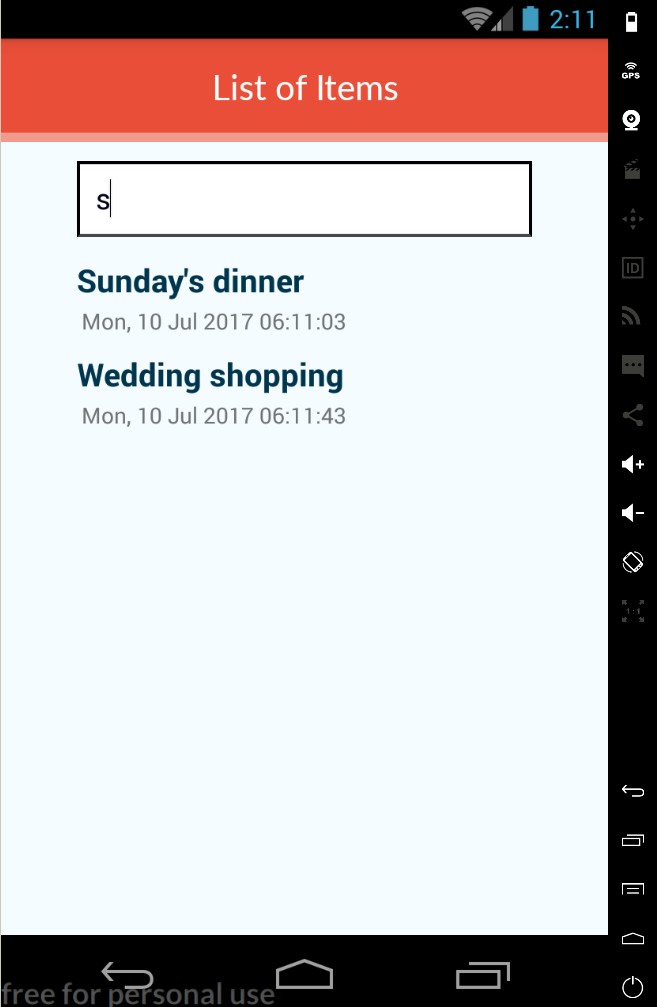 2:11
List of Items
s
Sunday's dinner
Mon, 10 Jul 2017 06:11:03
Wedding shopping
Mon, 10 Jul 2017 06:11:43
GPS
ID
1:1
free for personal use